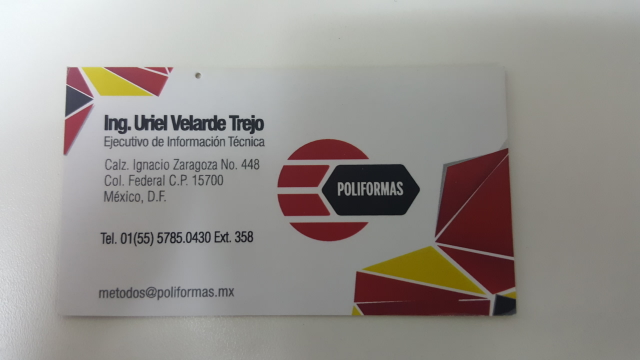 Ing. Uriel Velarde Trejo
Ejecutivo de Información Técnica
Calz. Ignacio Zaragoza No. 448
Col. Federal C.P. 15700
México, D.F.
POLIFORMAS
Tel. 01(55) 5785.0430 Ext. 358
metodos@poliformas.mx